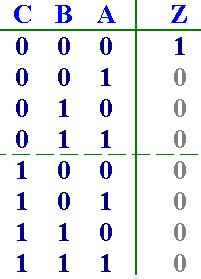 C B A Z
0 0 0 1
0 0 1 0
0 1 0 0
0 1 1 0
1 0 0 0
1 0 1 0
1 1 0 0
1 1 1 0